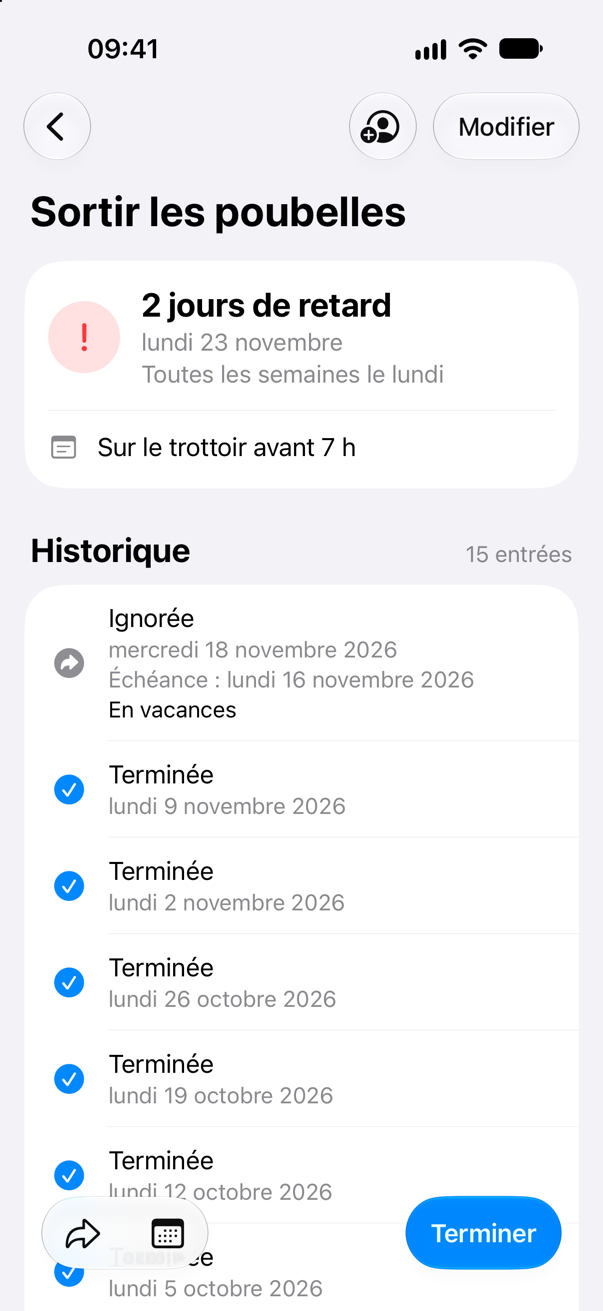 09:41
Modifier
Sortir les poubelles
2 jours de retard
lundi 23 novembre
Toutes les semaines le lundi
Sur le trottoir avant 7 h
Historique
15 entrées
Ignorée
mercredi 18 novembre 2026
Échéance : lundi 16 novembre 2026
En vacances
Terminée
lundi 9 novembre 2026
Terminée
lundi 2 novembre 2026
Terminée
lundi 26 octobre 2026
Terminée
lundi 19 octobre 2026
Terminée
lundi 12 octobre 2026
Terminer
Terminée
lundi 5 octobre 2026